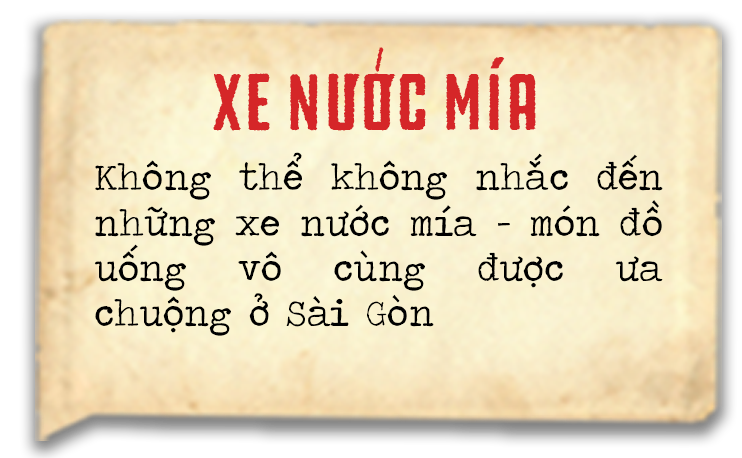 XE NƯỚC MÍA
Không thể không nhắc đến
những xe nước mía - món đồ
uống vô cùng được ưa
chuộng ở Sài Gòn